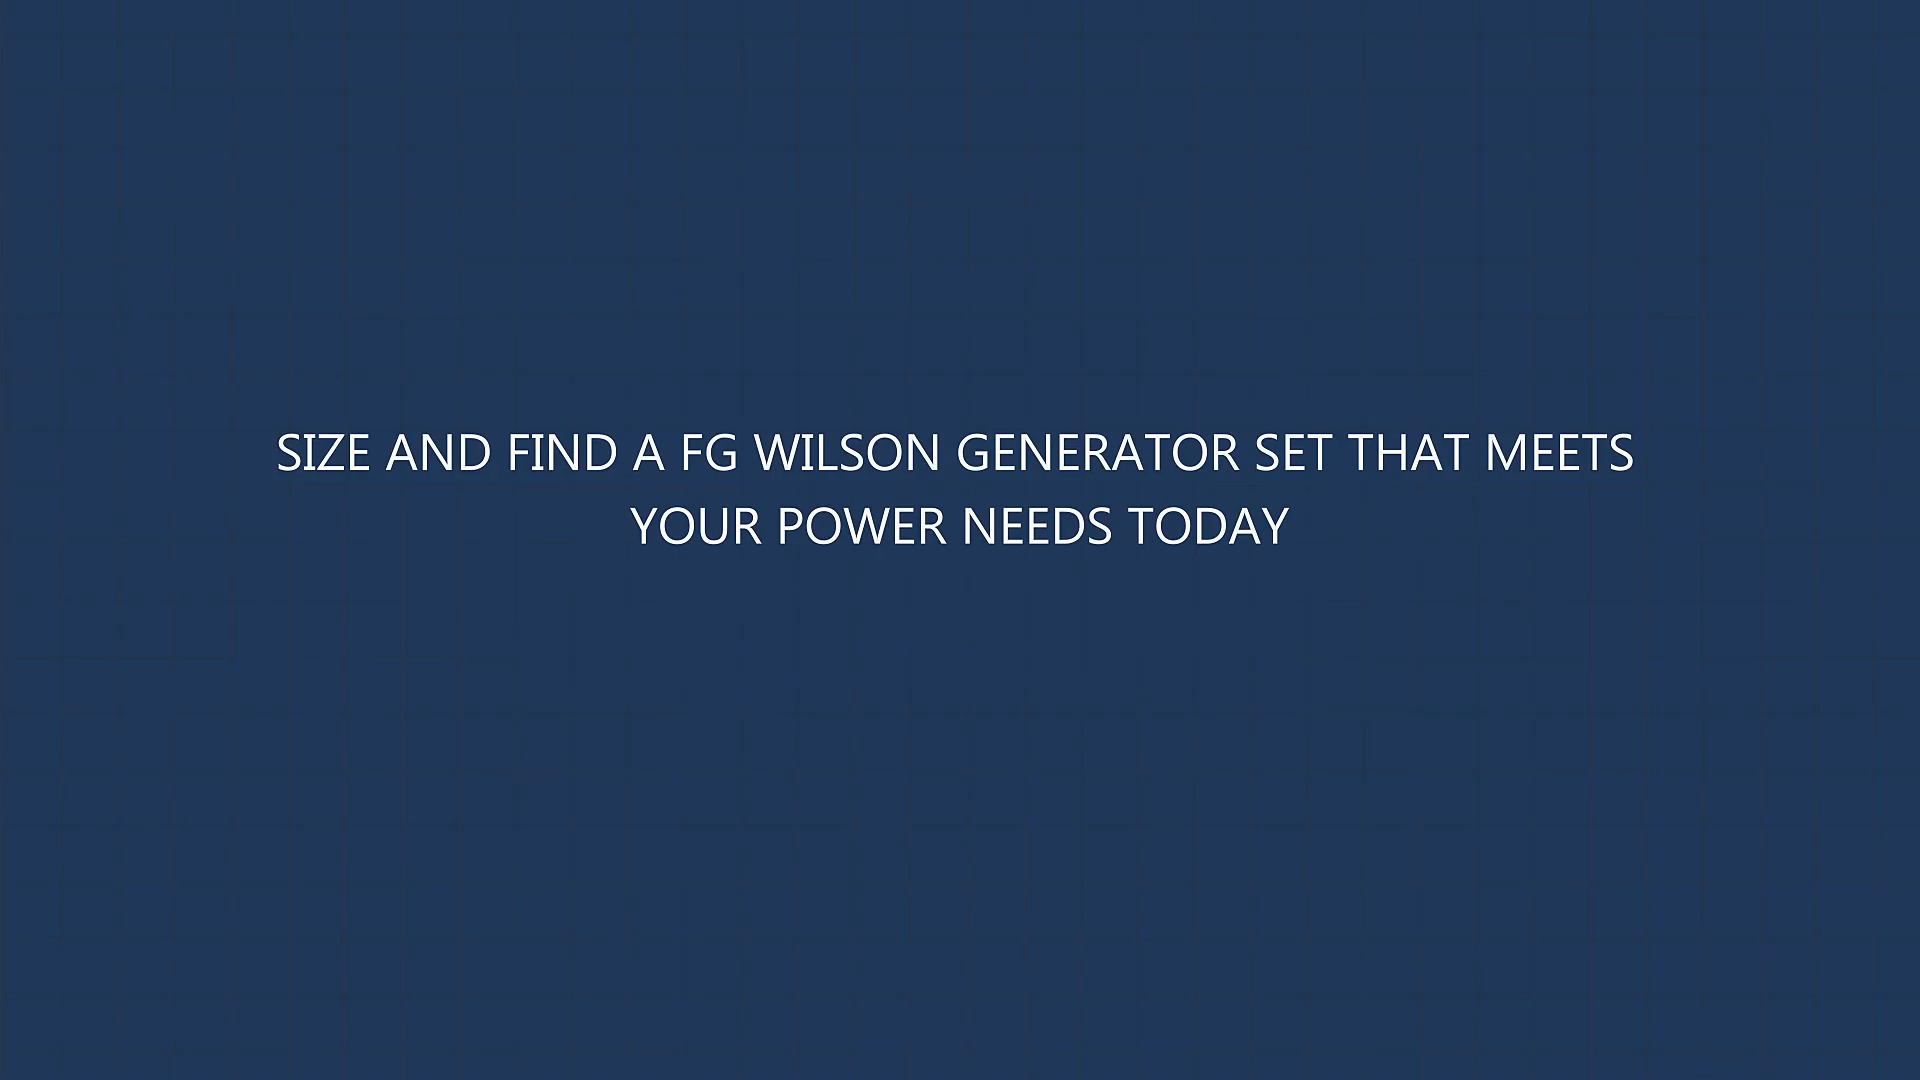 SIZE AND FIND A FG WILSON GENERATOR SET THAT MEETS
YOUR POWER NEEDS TODAY